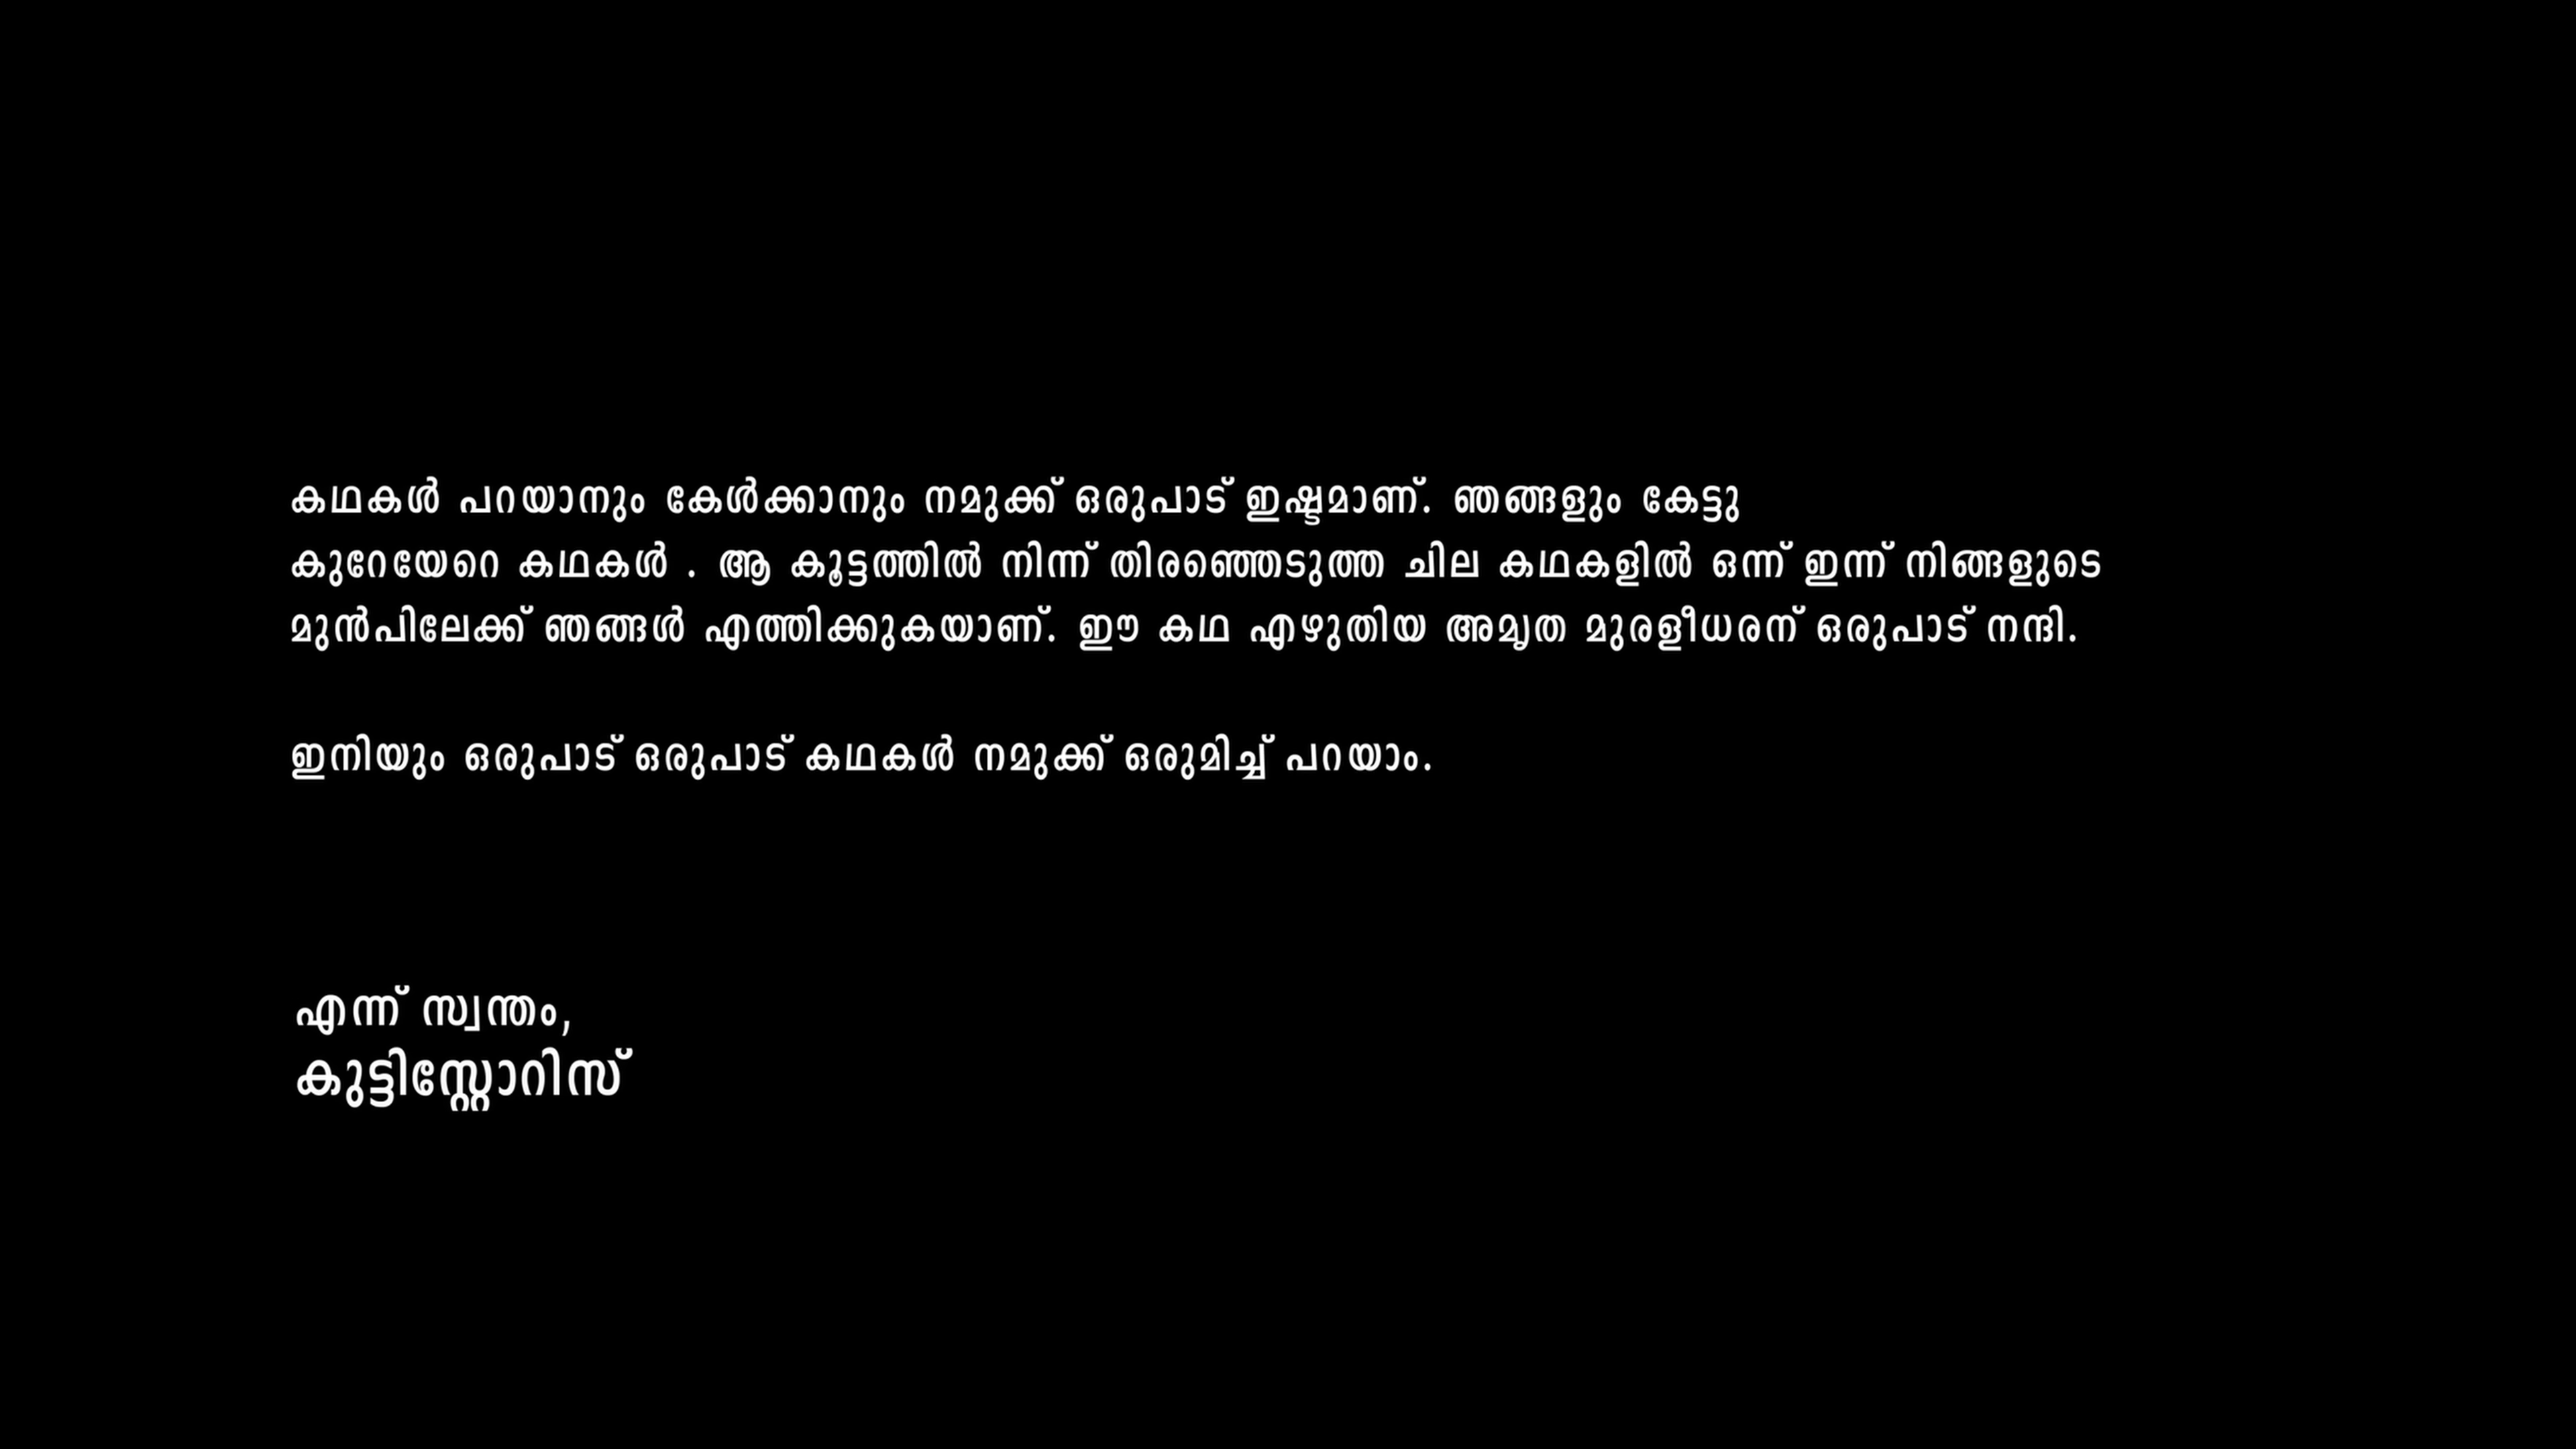 കഥകൾ പറയാനും കേൾക്കാനും നമുക്ക് ഒരുപാട് ഇഷ്ടമാണ്. ഞങ്ങളും കേട്ടു
കുറേയേറെ കഥകൾ . ആ കൂട്ടത്തിൽ നിന്ന് തിരഞ്ഞെടുത്ത ചില കഥകളിൽ ഒന്ന് ഇന്ന് നിങ്ങളുടെ
മുൻപിലേക്ക് ഞങ്ങൾ എത്തിക്കുകയാണ്. ഈ കഥ എഴുതിയ അമൃത മുരളീധരന് ഒരുപാട് നന്ദി.
ഇനിയും ഒരുപാട് ഒരുപാട് കഥകൾ നമുക്ക് ഒരുമിച്ച് പറയാം.
എന്ന് സ്വന്തം,
കുട്ടിസ്റ്റോറിസ്